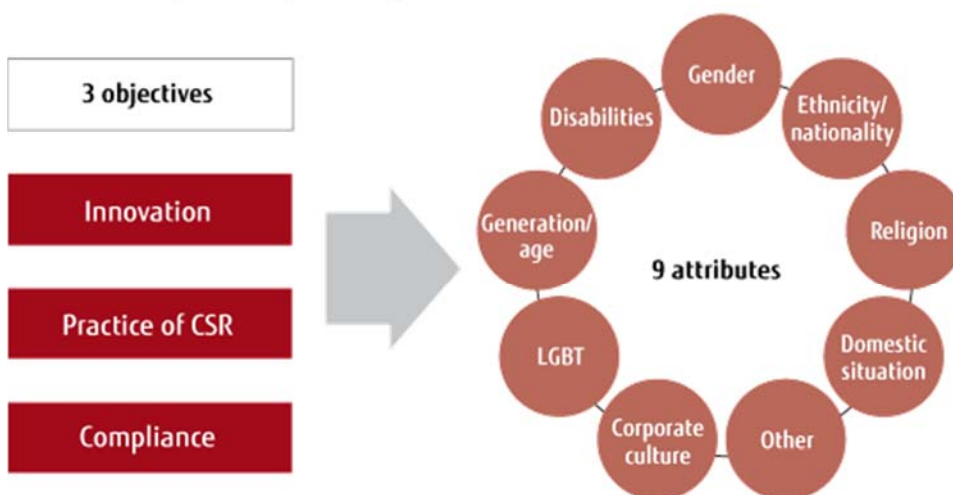 3 objectives
Innovation
Practice of CSR
Compliance
9 attributes
Gender
Ethnicity/
nationality
Religion
Domestic
situation
Other
Corporate
culture
LGBT
Generation/
age
Disabilities